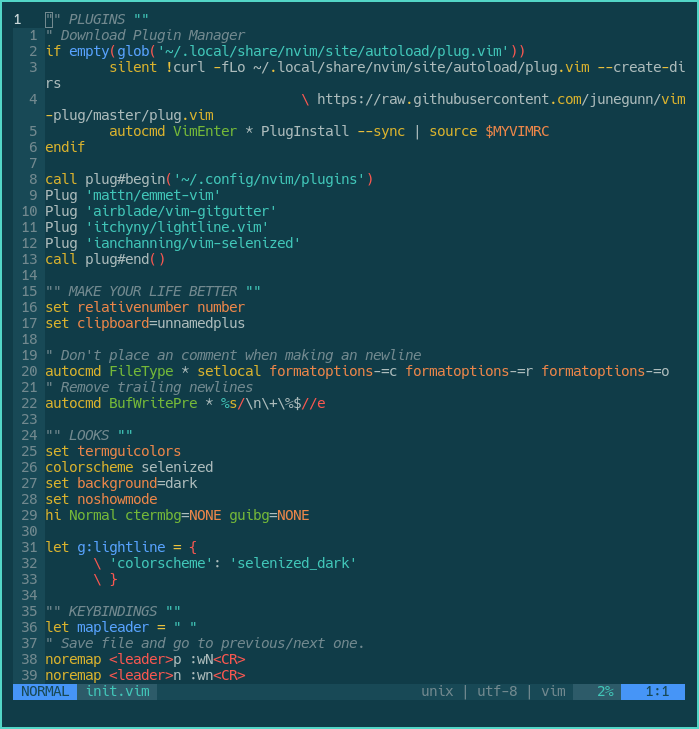 1   "" PLUGINS ""
  1 " Download Plugin Manager
  2 if empty(glob('~/.local/share/nvim/site/autoload/plug.vim'))
  3         silent !curl -fLo ~/.local/share/nvim/site/autoload/plug.vim --create-di
rs
  4                                 \ https://raw.githubusercontent.com/junegunn/vim
-plug/master/plug.vim
  5         autocmd VimEnter * PlugInstall --sync | source $MYVIMRC
  6 endif
  7
  8 call plug#begin('~/.config/nvim/plugins')
  9 Plug 'mattn/emmet-vim'
 10 Plug 'airblade/vim-gitgutter'
 11 Plug 'itchyny/lightline.vim'
 12 Plug 'ianchanning/vim-selenized'
 13 call plug#end()
 14
 15 "" MAKE YOUR LIFE BETTER ""
 16 set relativenumber number
 17 set clipboard=unnamedplus
 18
 19 " Don't place an comment when making an newline
 20 autocmd FileType * setlocal formatoptions-=c formatoptions-=r formatoptions-=o
 21 " Remove trailing newlines
 22 autocmd BufWritePre * %s/\n\+\%$//e
 23
 24 "" LOOKS ""
 25 set termguicolors
 26 colorscheme selenized
 27 set background=dark
 28 set noshowmode
 29 hi Normal ctermbg=NONE guibg=NONE
 30
 31 let g:lightline = {
 32       \ 'colorscheme': 'selenized_dark'
 33       \ }
 34
 35 "" KEYBINDINGS ""
 36 let mapleader = " "
 37 " Save file and go to previous/next one.
 38 noremap <leader>p :wN<CR>
 39 noremap <leader>n :wn<CR>
NORMAL  init.vim    unix | utf-8 | vim    2%    1:1